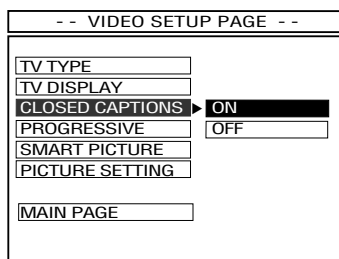 - - VIDEO SETUP PAGE - -
TV TYPE
TV DISPLAY
CLOSED CAPTIONS ON
PROGRESSIVE OFF
SMART PICTURE
PICTURE SETTING
MAIN PAGE